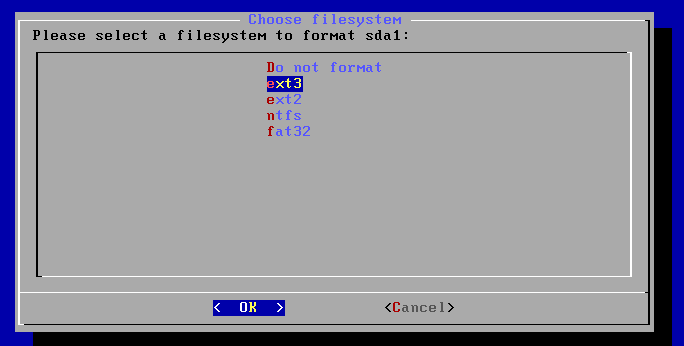 Choose filesystem
Please select a filesystem to format sda1:
Do not format
ext3
ext2
ntfs
fat32
< OK > <Cancel>